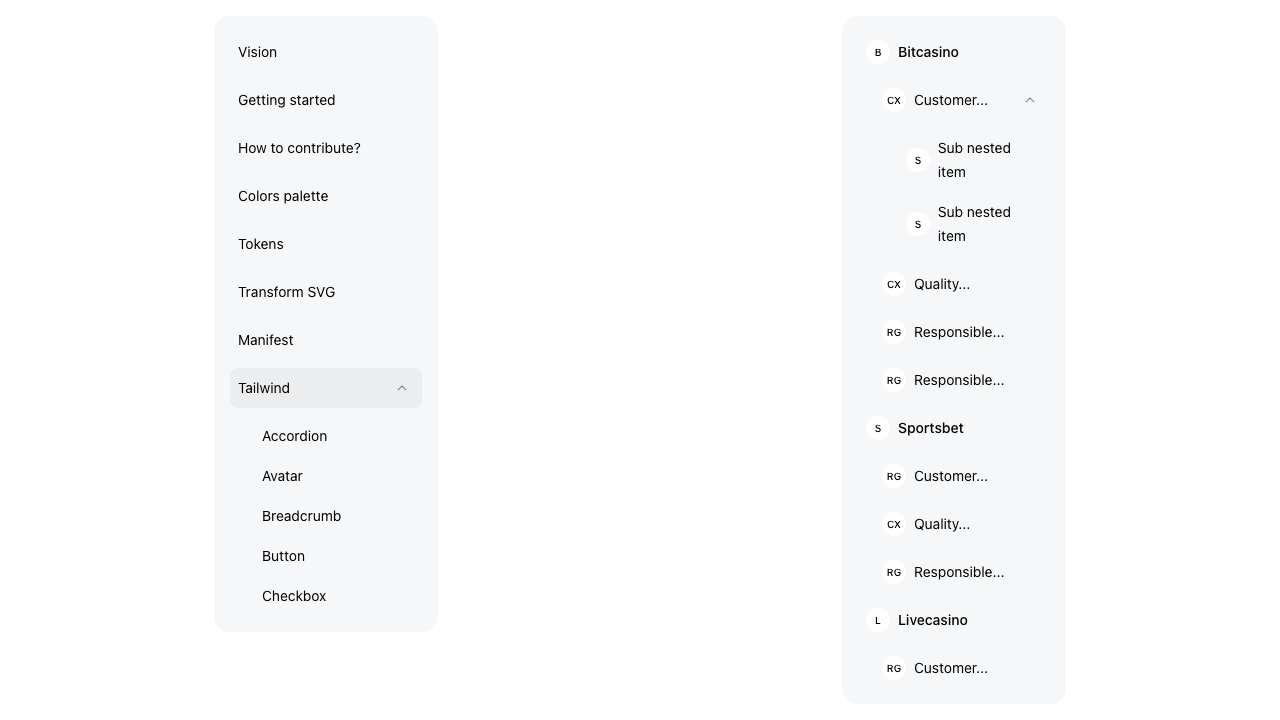 Vision
Getting started
How to contribute?
Colors palette
Tokens
Transform SVG
Manifest
Tailwind
Accordion
Avatar
Breadcrumb
Button
Checkbox
B Bitcasino
CX Customer...
S Sub nested
item
S Sub nested
item
CX Quality...
RG Responsible...
RG Responsible...
S Sportsbet
RG Customer...
CX Quality...
RG Responsible...
L Livecasino
RG Customer...